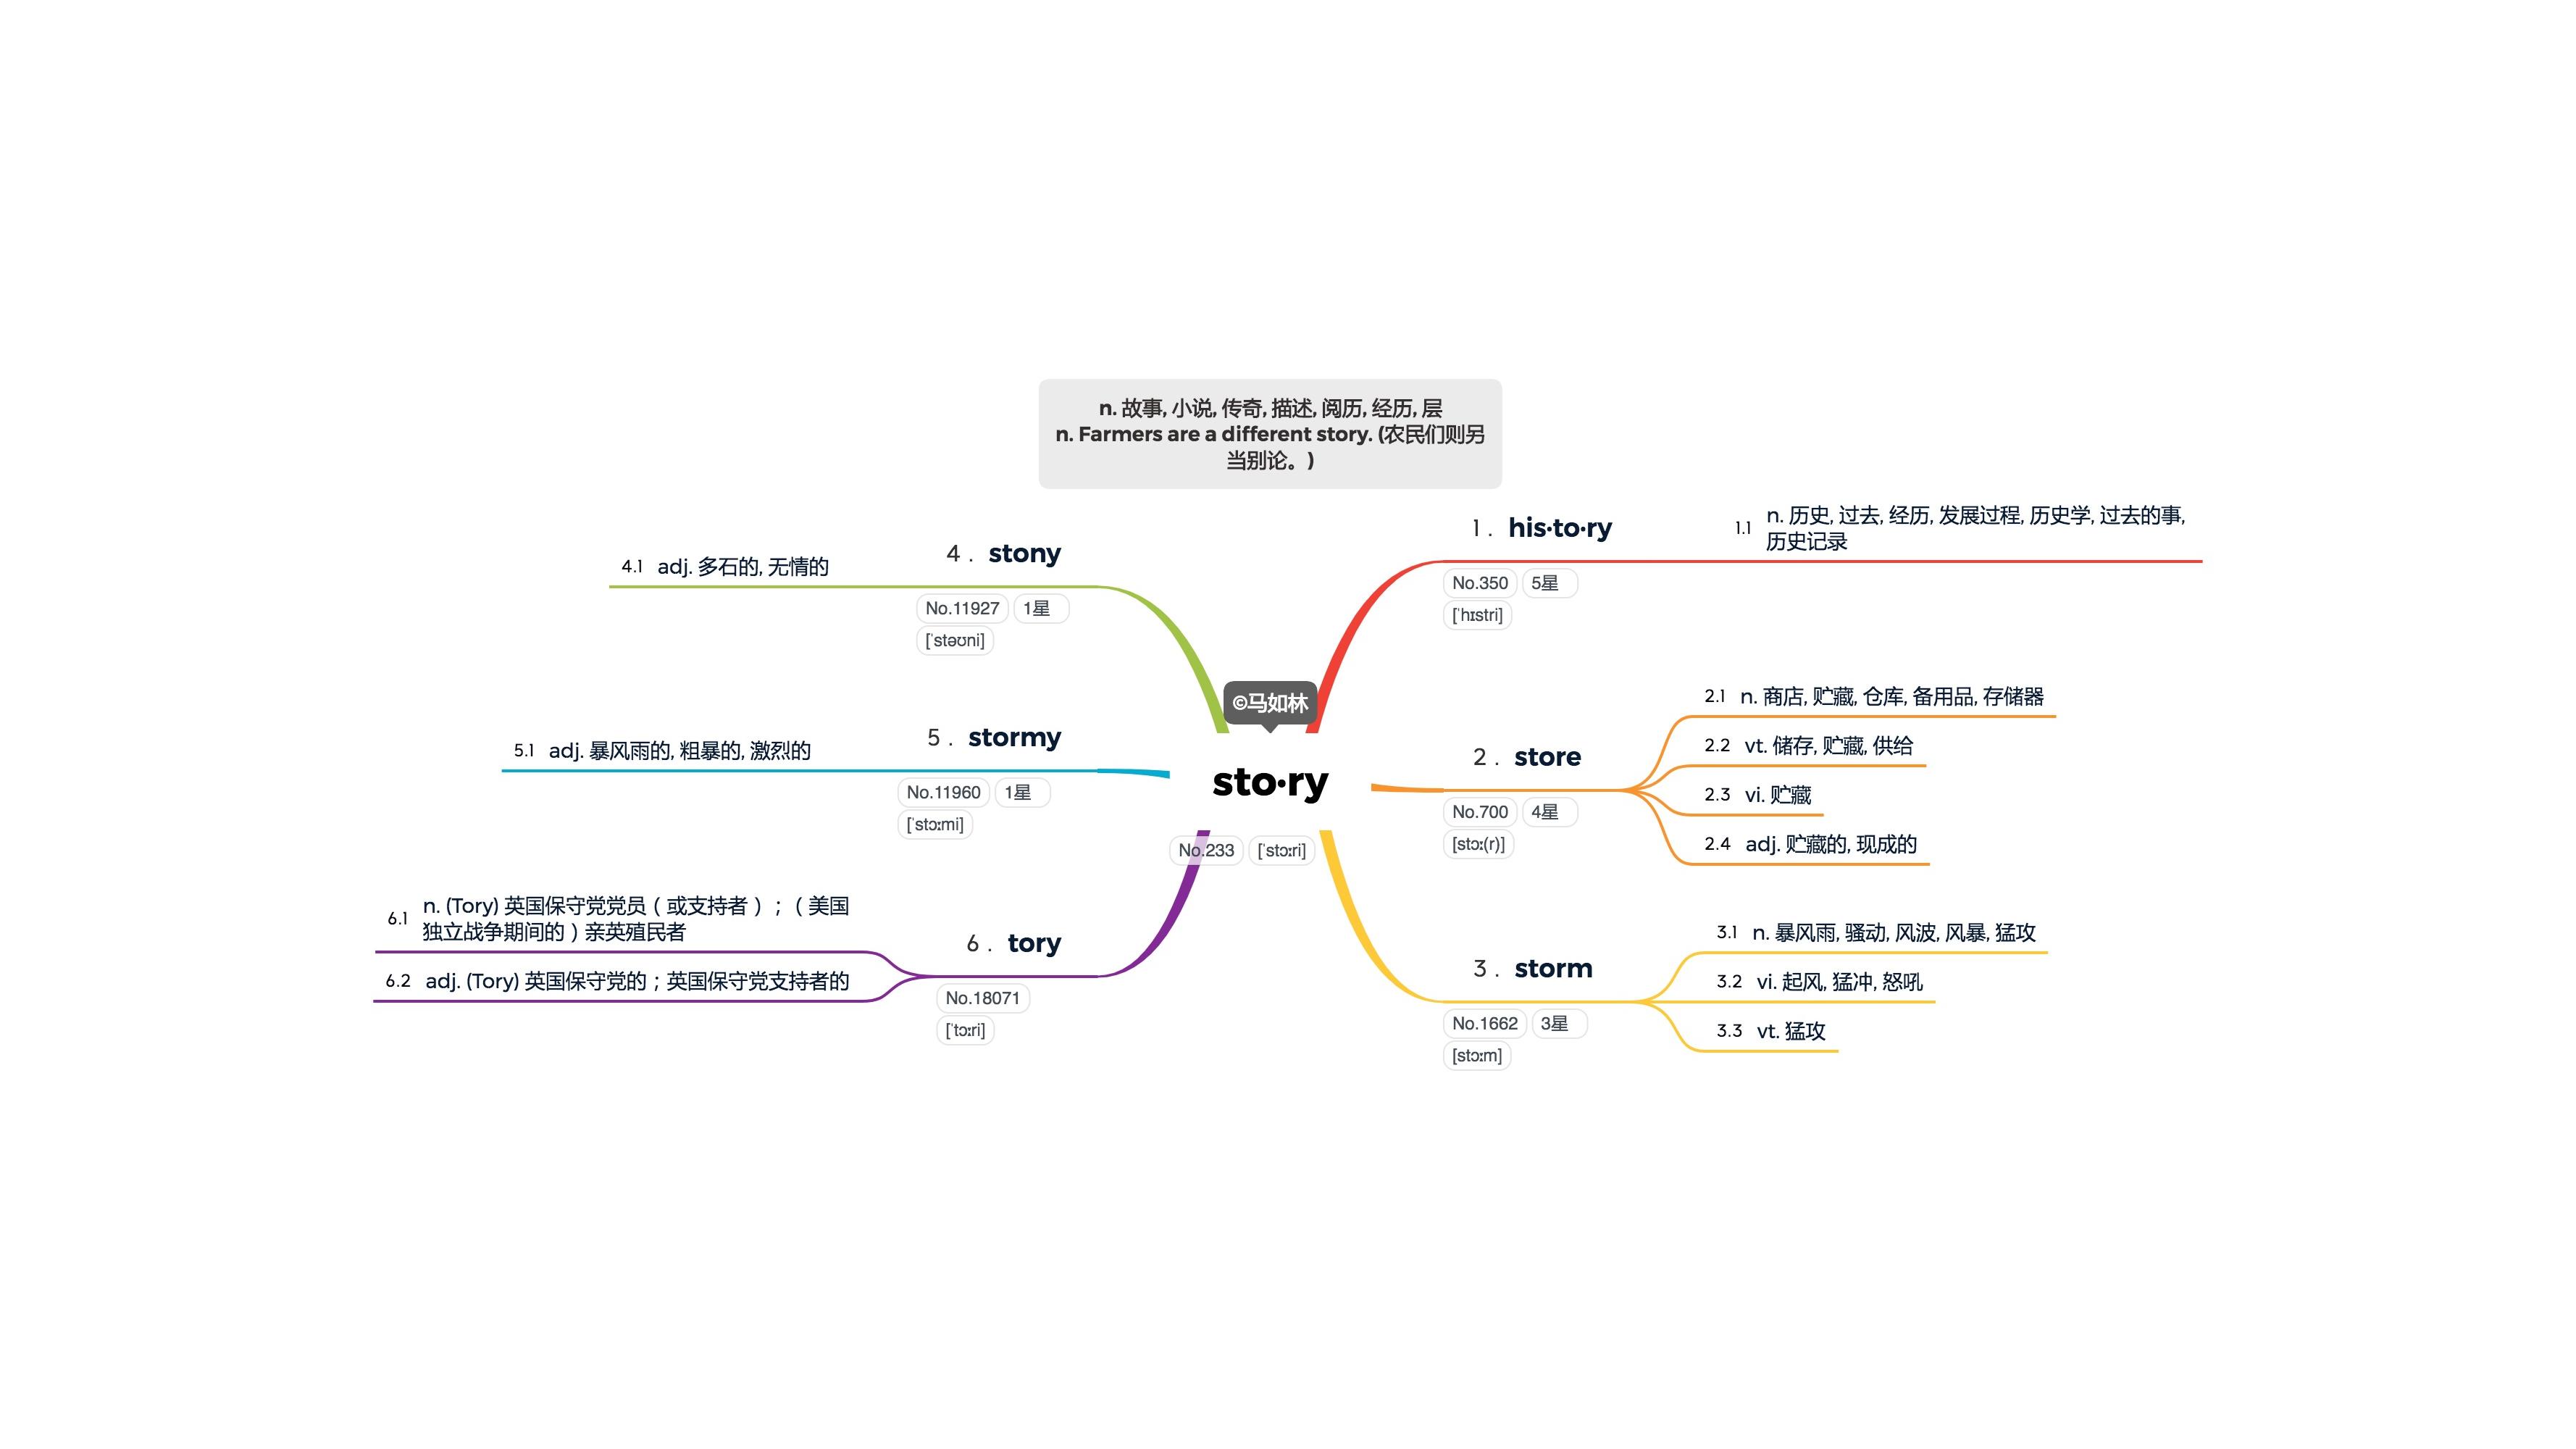 n. 故事, 小说, 传奇, 描述, 阅历, 经历, 层
n. Farmers are a different story. (农民们则另
当别论。)
©马如林
sto·ry
No.233 [ˈstɔːri]
1 . his·to·ry
No.350 5星
[ˈhɪstri]
1.1 n. 历史, 过去, 经历, 发展过程, 历史学, 过去的事,
历史记录
2 . store
No.700 4星
[stɔː(r)]
2.1 n. 商店, 贮藏, 仓库, 备用品, 存储器
2.2 vt. 储存, 贮藏, 供给
2.3 vi. 贮藏
2.4 adj. 贮藏的, 现成的
3 . storm
No.1662 3星
[stɔːm]
3.1 n. 暴风雨, 骚动, 风波, 风暴, 猛攻
3.2 vi. 起风, 猛冲, 怒吼
3.3 vt. 猛攻
4 . stony
No.11927 1星
[ˈstəʊni]
4.1 adj. 多石的, 无情的
5 . stormy
No.11960 1星
[ˈstɔːmi]
5.1 adj. 暴风雨的, 粗暴的, 激烈的
6 . tory
No.18071
[ˈtɔːri]
6.1 n. (Tory) 英国保守党党员（或支持者）；（美国
独立战争期间的）亲英殖民者
6.2 adj. (Tory) 英国保守党的；英国保守党支持者的